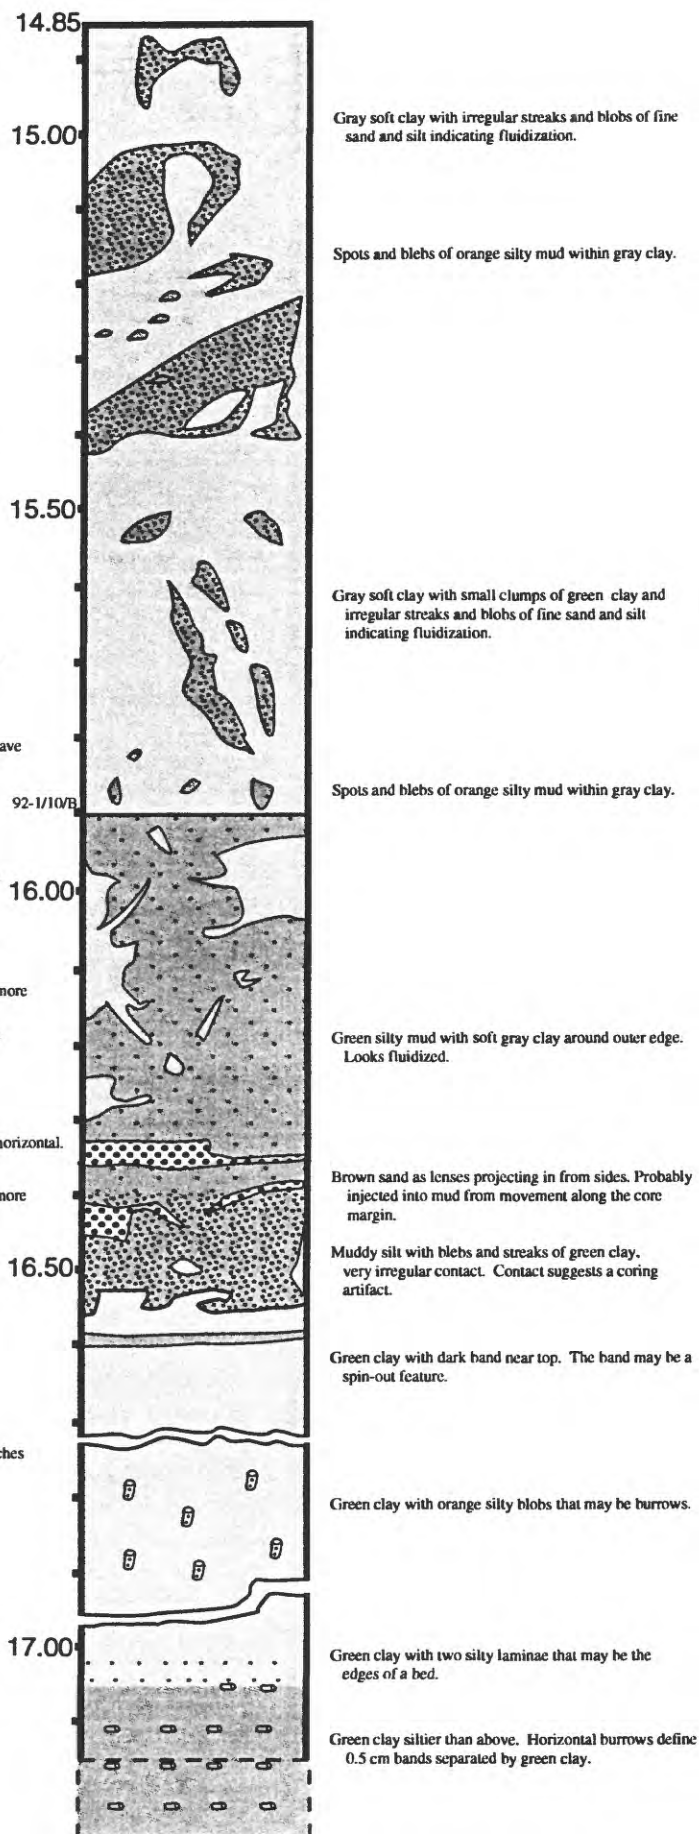 14.85
Gray soft clay with irregular streaks and blobs of fine
sand and silt indicating fluidization.
15.00
Spots and blebs of orange silty mud within gray clay.
15.50
Gray soft clay with small clumps of green clay and
irregular streaks and blobs of fine sand and silt
indicating fluidization.
ave
Spots and blebs of orange silty mud within gray clay.
92-1/10/B
16.00
nore
Green silty mud with soft gray clay around outer edge.
Looks fluidized.
horizontal.
Brown sand as lenses projecting in from sides. Probably
injected into mud from movement along the core
margin.
nore
Muddy silt with blebs and streaks of green clay,
very irregular contact. Contact suggests a coring
artifact.
16.50
Green clay with dark band near top. The band may be a
spin-out feature.
ches
Green clay with orange silty blobs that may be burrows.
17.00
Green clay with two silty laminae that may be the
edges of a bed.
Green clay siltier than above. Horizontal burrows define
0.5 cm bands separated by green clay.